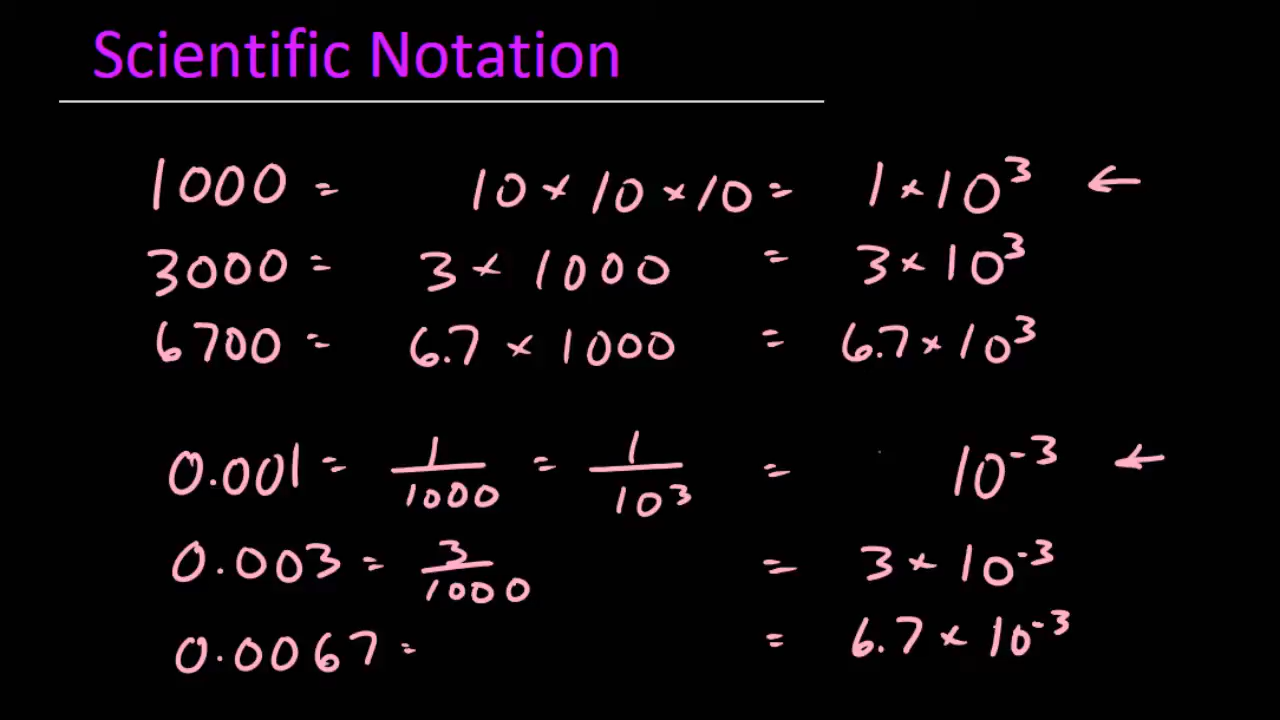 Scientific Notation
1000 = 10 × 10 × 10 = 1 × 10³ ←
3000 = 3 × 1000 = 3 × 10³
6700 = 6.7 × 1000 = 6.7 × 10³
0.001 = 1/1000 = 1/10³ = 10⁻³ ←
0.003 = 3/1000 = 3 × 10⁻³
0.0067 = = 6.7 × 10⁻³